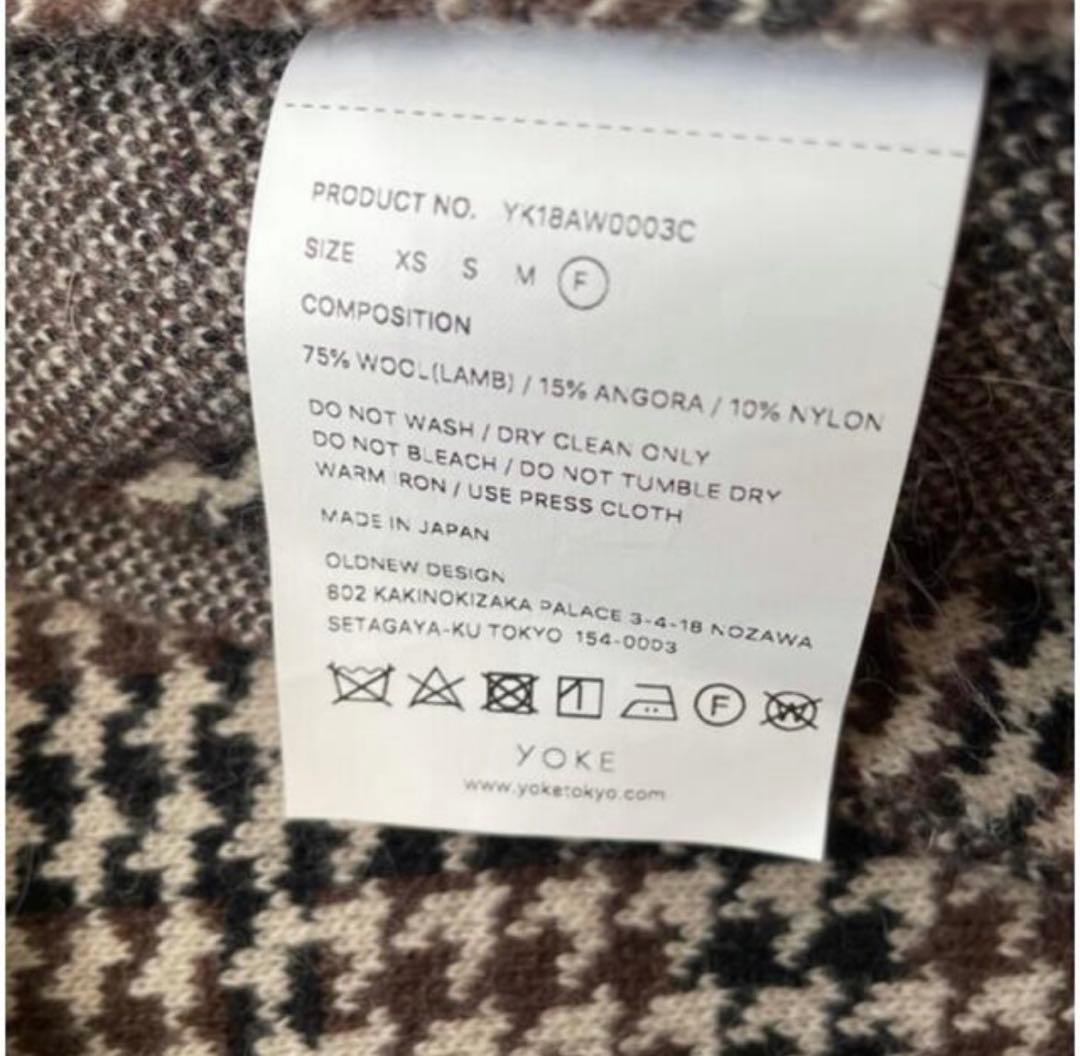 PRODUCT NO. YK18AW0003C
SIZE XS S M F
COMPOSITION
75% WOOL(LAMB) / 15% ANGORA / 10% NYLON
DO NOT WASH / DRY CLEAN ONLY
DO NOT BLEACH / DO NOT TUMBLE DRY
WARM IRON / USE PRESS CLOTH
MADE IN JAPAN
OLDNEW DESIGN
802 KAKINOKIZAKA PALACE 3-4-18 NOZAWA
SETAGAYA-KU TOKYO 154-0003
F W
YOKE
www.yoketokyo.com